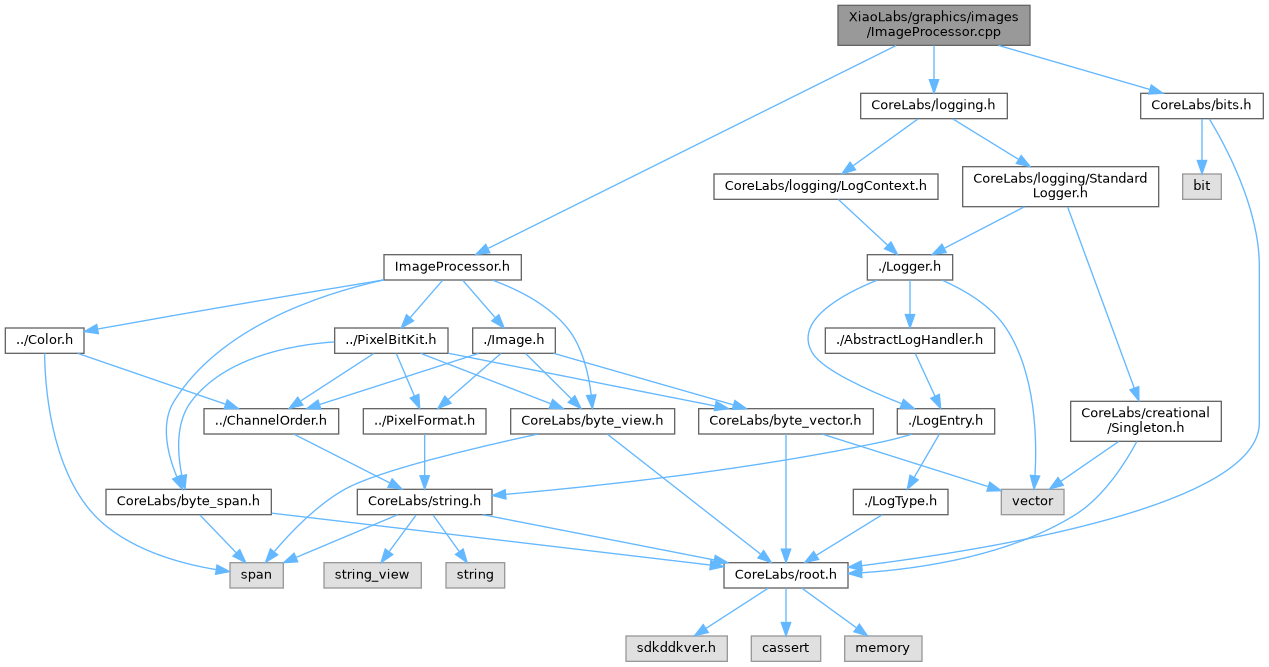 XiaoLabs/graphics/images
/ImageProcessor.cpp
CoreLabs/logging.h
CoreLabs/bits.h
CoreLabs/logging/LogContext.h
CoreLabs/logging/Standard
Logger.h
bit
ImageProcessor.h
./Logger.h
../Color.h
../PixelBitKit.h
./Image.h
./AbstractLogHandler.h
../ChannelOrder.h
../PixelFormat.h
CoreLabs/byte_view.h
CoreLabs/byte_vector.h
./LogEntry.h
CoreLabs/creational
/Singleton.h
CoreLabs/byte_span.h
CoreLabs/string.h
./LogType.h
vector
span
string_view
string
CoreLabs/root.h
sdkddkver.h
cassert
memory